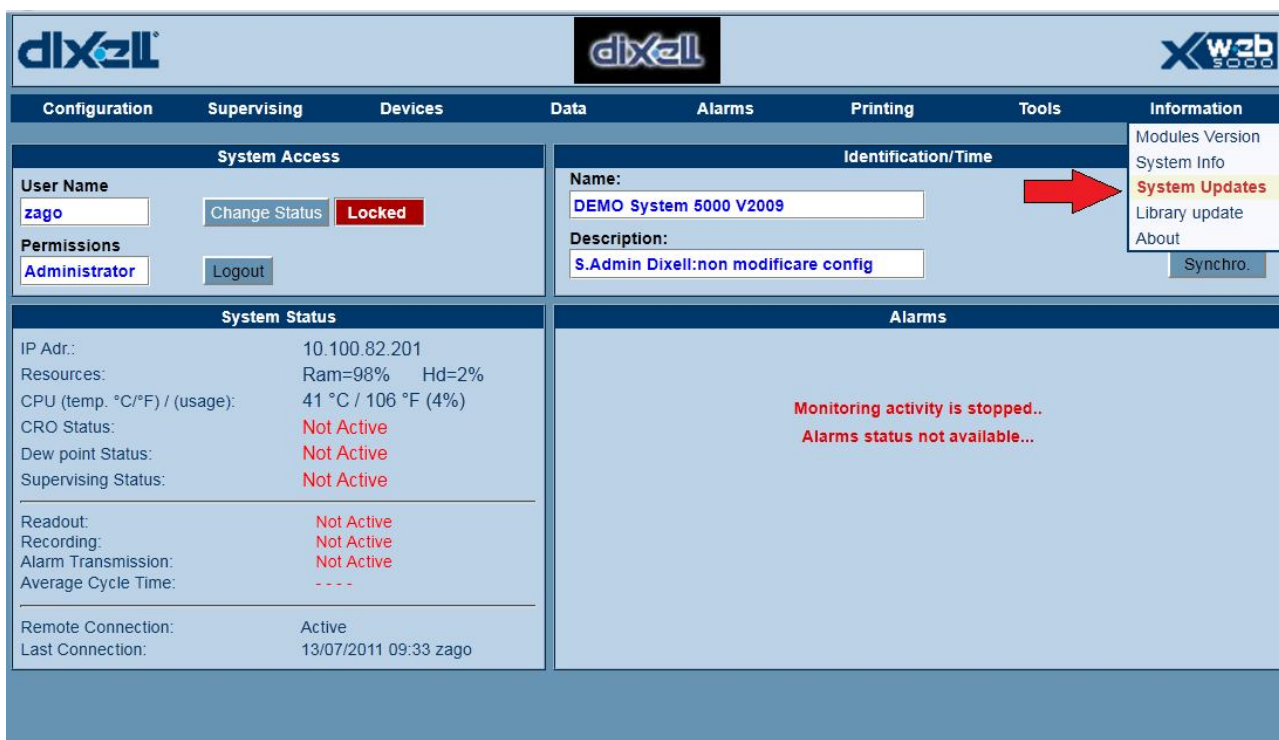 dixell
dixell
Xweb 5000
Configuration Supervising Devices Data Alarms Printing Tools Information
Modules Version
System Info
System Updates
Library update
About
System Access
User Name
zago
Change Status Locked
Permissions
Administrator
Logout
Identification/Time
Name:
DEMO System 5000 V2009
Description:
S.Admin Dixell:non modificare config
Synchro.
System Status
IP Adr.: 10.100.82.201
Resources: Ram=98% Hd=2%
CPU (temp. °C/°F) / (usage): 41 °C / 106 °F (4%)
CRO Status: Not Active
Dew point Status: Not Active
Supervising Status: Not Active
Readout: Not Active
Recording: Not Active
Alarm Transmission: Not Active
Average Cycle Time: - - - -
Remote Connection: Active
Last Connection: 13/07/2011 09:33 zago
Alarms
Monitoring activity is stopped..
Alarms status not available...